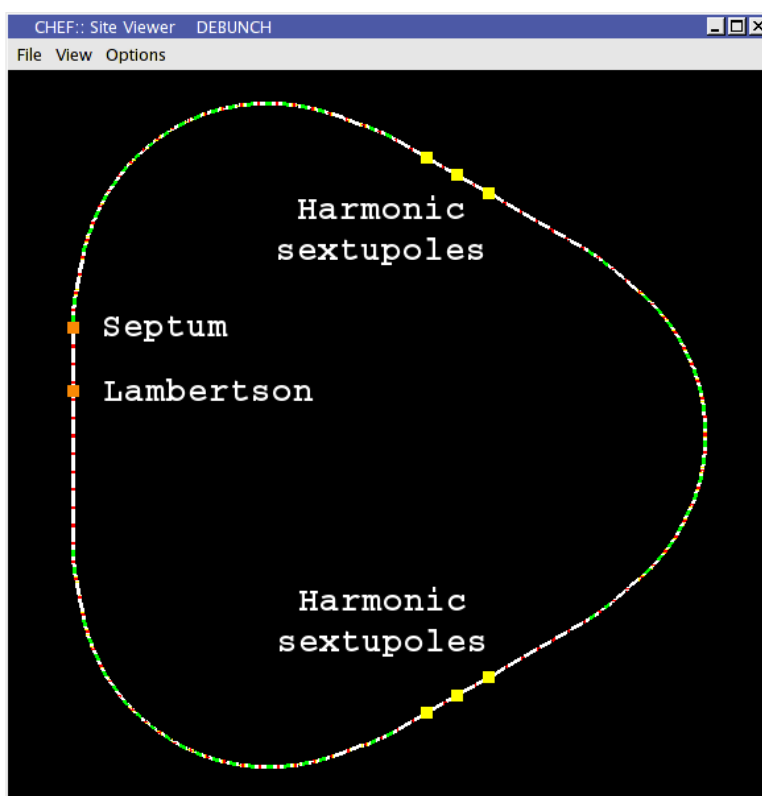 CHEF:: Site Viewer DEBUNCH
File View Options
Harmonic
sextupoles
Septum
Lambertson
Harmonic
sextupoles